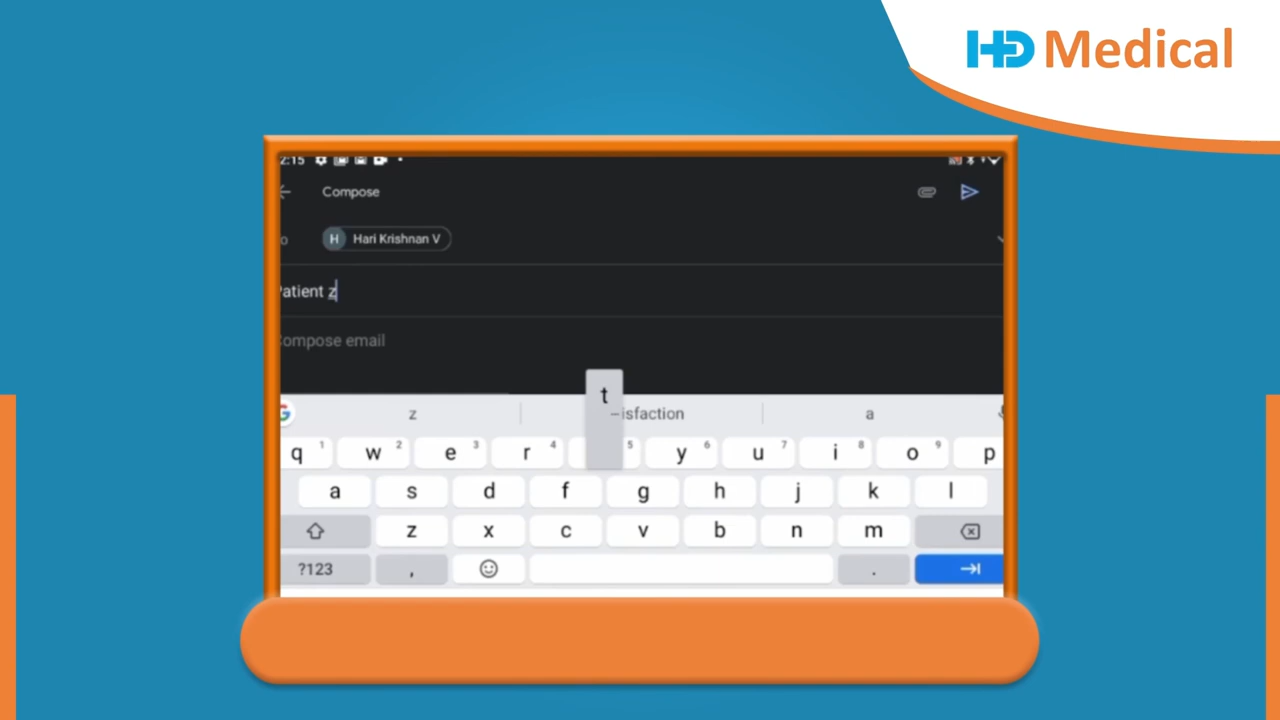 HD Medical
2:15
Compose
o
H Hari Krishnan V
atient z
ompose email
t
z isfaction a
q 1 w 2 e 3 r 4 5 y 6 u 7 i 8 o 9 p
a s d f g h j k l
z x c v b n m
?123 , .